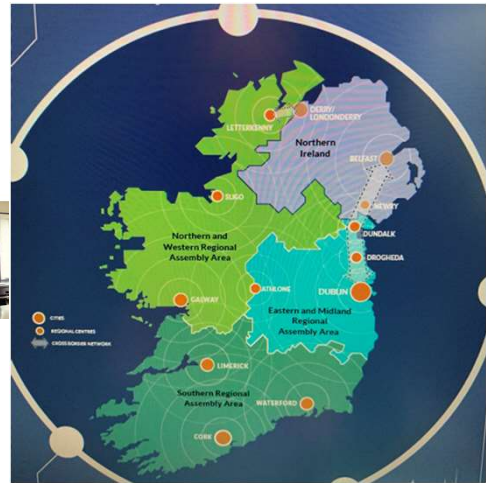 DERRY/
LONDONDERRY
LETTERKENNY
Northern
Ireland
BELFAST
SLIGO
NEWRY
Northern and
Western Regional
Assembly Area
DUNDALK
DROGHEDA
ATHLONE
DUBLIN
GALWAY
Eastern and Midland
Regional
Assembly Area
CITIES
REGIONAL CENTRES
CROSS BORDER NETWORK
LIMERICK
Southern Regional
Assembly Area
WATERFORD
CORK